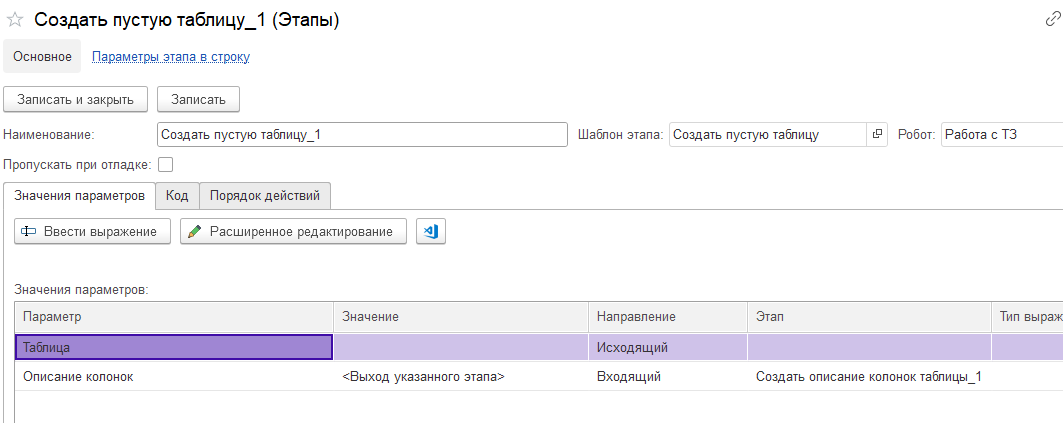 Создать пустую таблицу_1 (Этапы)
Основное Параметры этапа в строку
Записать и закрыть Записать
Наименование: Создать пустую таблицу_1 Шаблон этапа: Создать пустую таблицу Робот: Работа с ТЗ
Пропускать при отладке:
Значения параметров Код Порядок действий
Ввести выражение Расширенное редактирование
Значения параметров:
Параметр Значение Направление Этап Тип выраж
Таблица Исходящий
Описание колонок <Выход указанного этапа> Входящий Создать описание колонок таблицы_1